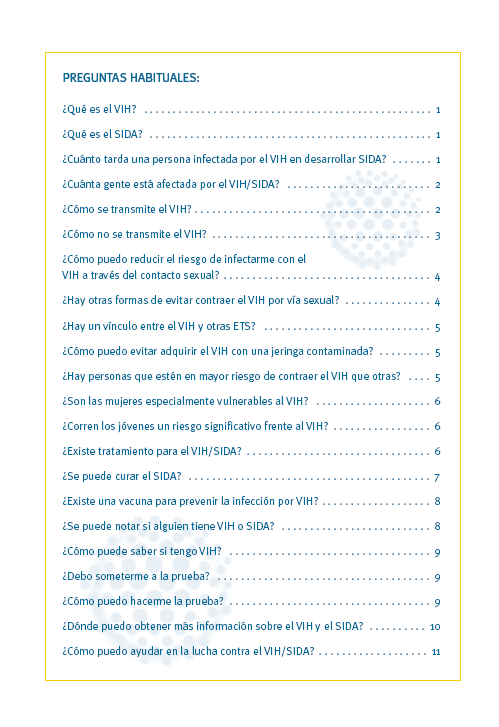 PREGUNTAS HABITUALES:
¿Qué es el VIH? . . . . . . . . . . . . . . . . . . . . . . . . . . . . . . . . . . . . . . . . . . . . . . . . . . 1
¿Qué es el SIDA? . . . . . . . . . . . . . . . . . . . . . . . . . . . . . . . . . . . . . . . . . . . . . . . . . 1
¿Cuánto tarda una persona infectada por el VIH en desarrollar SIDA? . . . . . . . 1
¿Cuánta gente está afectada por el VIH/SIDA? . . . . . . . . . . . . . . . . . . . . . . . . . 2
¿Cómo se transmite el VIH? . . . . . . . . . . . . . . . . . . . . . . . . . . . . . . . . . . . . . . . . . 2
¿Cómo no se transmite el VIH? . . . . . . . . . . . . . . . . . . . . . . . . . . . . . . . . . . . . . . 3
¿Cómo puedo reducir el riesgo de infectarme con el
VIH a través del contacto sexual? . . . . . . . . . . . . . . . . . . . . . . . . . . . . . . . . . . . . 4
¿Hay otras formas de evitar contraer el VIH por vía sexual? . . . . . . . . . . . . . . . 4
¿Hay un vínculo entre el VIH y otras ETS? . . . . . . . . . . . . . . . . . . . . . . . . . . . . . 5
¿Cómo puedo evitar adquirir el VIH con una jeringa contaminada? . . . . . . . . . 5
¿Hay personas que estén en mayor riesgo de contraer el VIH que otras? . . . . 5
¿Son las mujeres especialmente vulnerables al VIH? . . . . . . . . . . . . . . . . . . . . 6
¿Corren los jóvenes un riesgo significativo frente al VIH? . . . . . . . . . . . . . . . . . 6
¿Existe tratamiento para el VIH/SIDA? . . . . . . . . . . . . . . . . . . . . . . . . . . . . . . . . 6
¿Se puede curar el SIDA? . . . . . . . . . . . . . . . . . . . . . . . . . . . . . . . . . . . . . . . . . . 7
¿Existe una vacuna para prevenir la infección por VIH? . . . . . . . . . . . . . . . . . . . 8
¿Se puede notar si alguien tiene VIH o SIDA? . . . . . . . . . . . . . . . . . . . . . . . . . . 8
¿Cómo puede saber si tengo VIH? . . . . . . . . . . . . . . . . . . . . . . . . . . . . . . . . . . . 9
¿Debo someterme a la prueba? . . . . . . . . . . . . . . . . . . . . . . . . . . . . . . . . . . . . . 9
¿Cómo puedo hacerme la prueba? . . . . . . . . . . . . . . . . . . . . . . . . . . . . . . . . . . . 9
¿Dónde puedo obtener más información sobre el VIH y el SIDA? . . . . . . . . . . 10
¿Cómo puedo ayudar en la lucha contra el VIH/SIDA? . . . . . . . . . . . . . . . . . . . 11